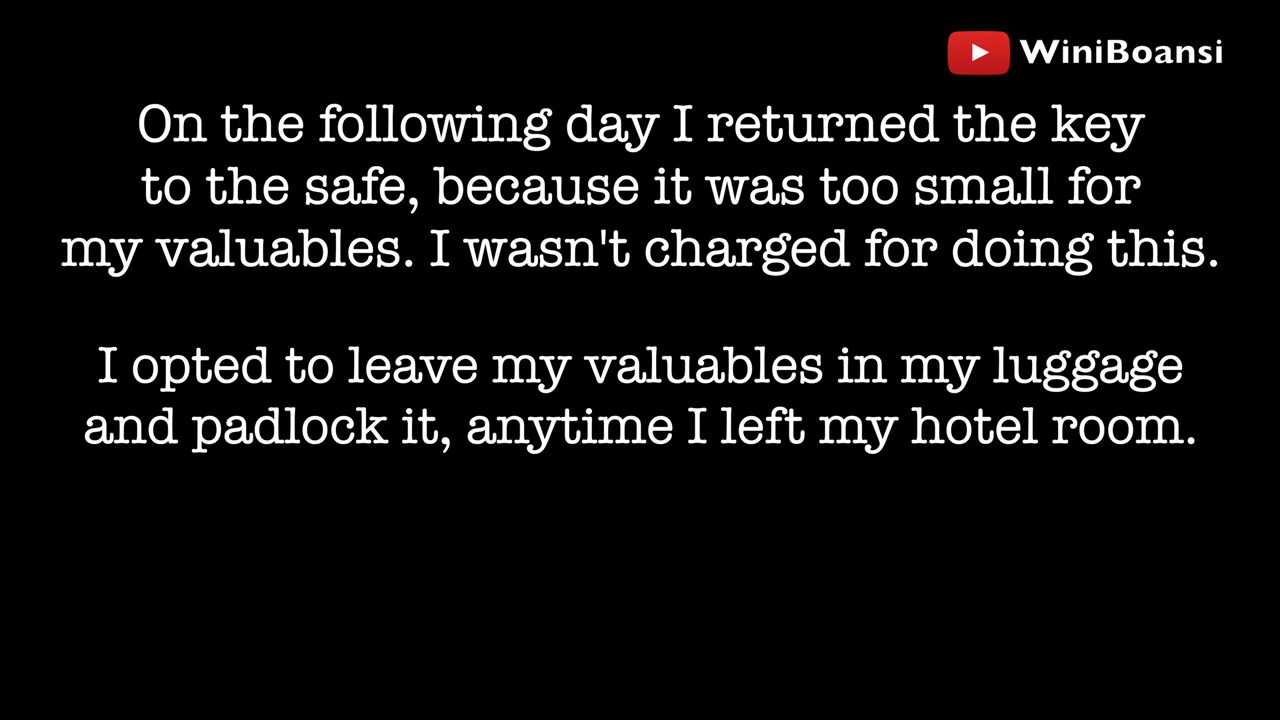 WiniBoansi
On the following day I returned the key
to the safe, because it was too small for
my valuables. I wasn't charged for doing this.
I opted to leave my valuables in my luggage
and padlock it, anytime I left my hotel room.